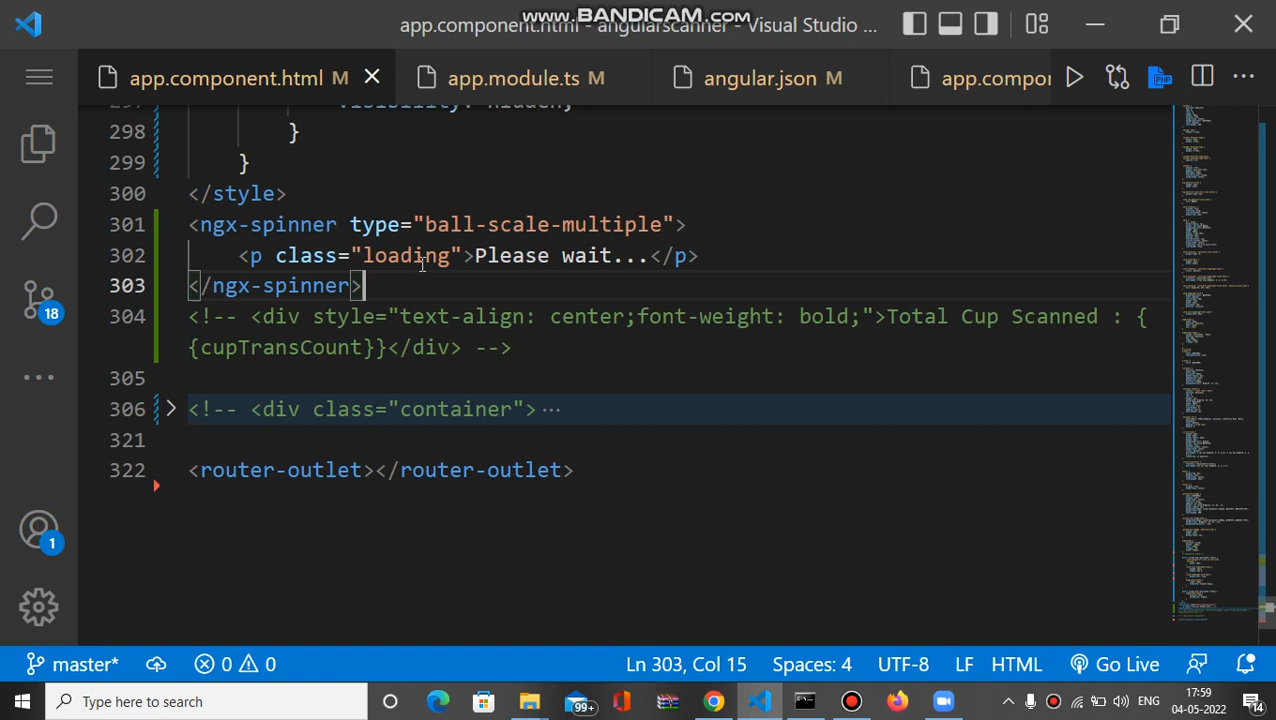 www.BANDICAM.com
app.component.html - angularscanner - Visual Studio ...
app.component.html M
app.module.ts M
angular.json M
app.compor
297 visibility: hidden;
298 }
299 }
300 </style>
301 <ngx-spinner type="ball-scale-multiple">
302 <p class="loading">Please wait...</p>
303 </ngx-spinner>
304 <!-- <div style="text-align: center;font-weight: bold;">Total Cup Scanned : {
{cupTransCount}}</div> -->
305
306 <!-- <div class="container"> ...
321
322 <router-outlet></router-outlet>
18
1
master*
0
0
Ln 303, Col 15
Spaces: 4
UTF-8
LF
HTML
Go Live
Type here to search
99+
ENG
17:59
04-05-2022
14